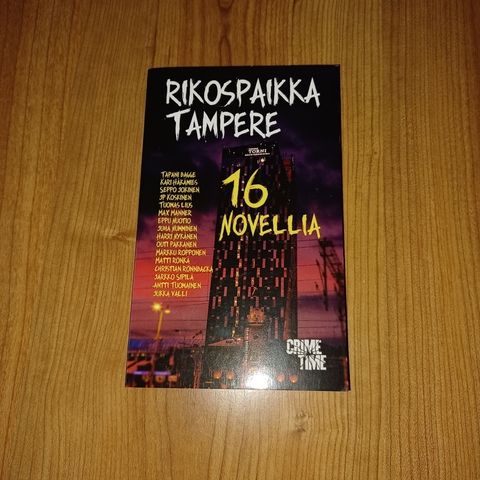 RIKOSPAIKKA
TAMPERE
TORNI
16
NOVELLIA
TAPANI BAGGE
KARI HÄKÄMIES
SEPPO JOKINEN
JP KOSKINEN
TUOMAS LIUS
MAX MANNER
EPPU NUOTIO
JUHA NUMMINEN
HARRI NYKÄNEN
OUTI PAKKANEN
MARKKU ROPPONEN
MATTI RÖNKÄ
CHRISTIAN RÖNNBACKA
JARKKO SIPILÄ
ANTTI TUOMAINEN
JUKKA VALLI
CRIME
TIME